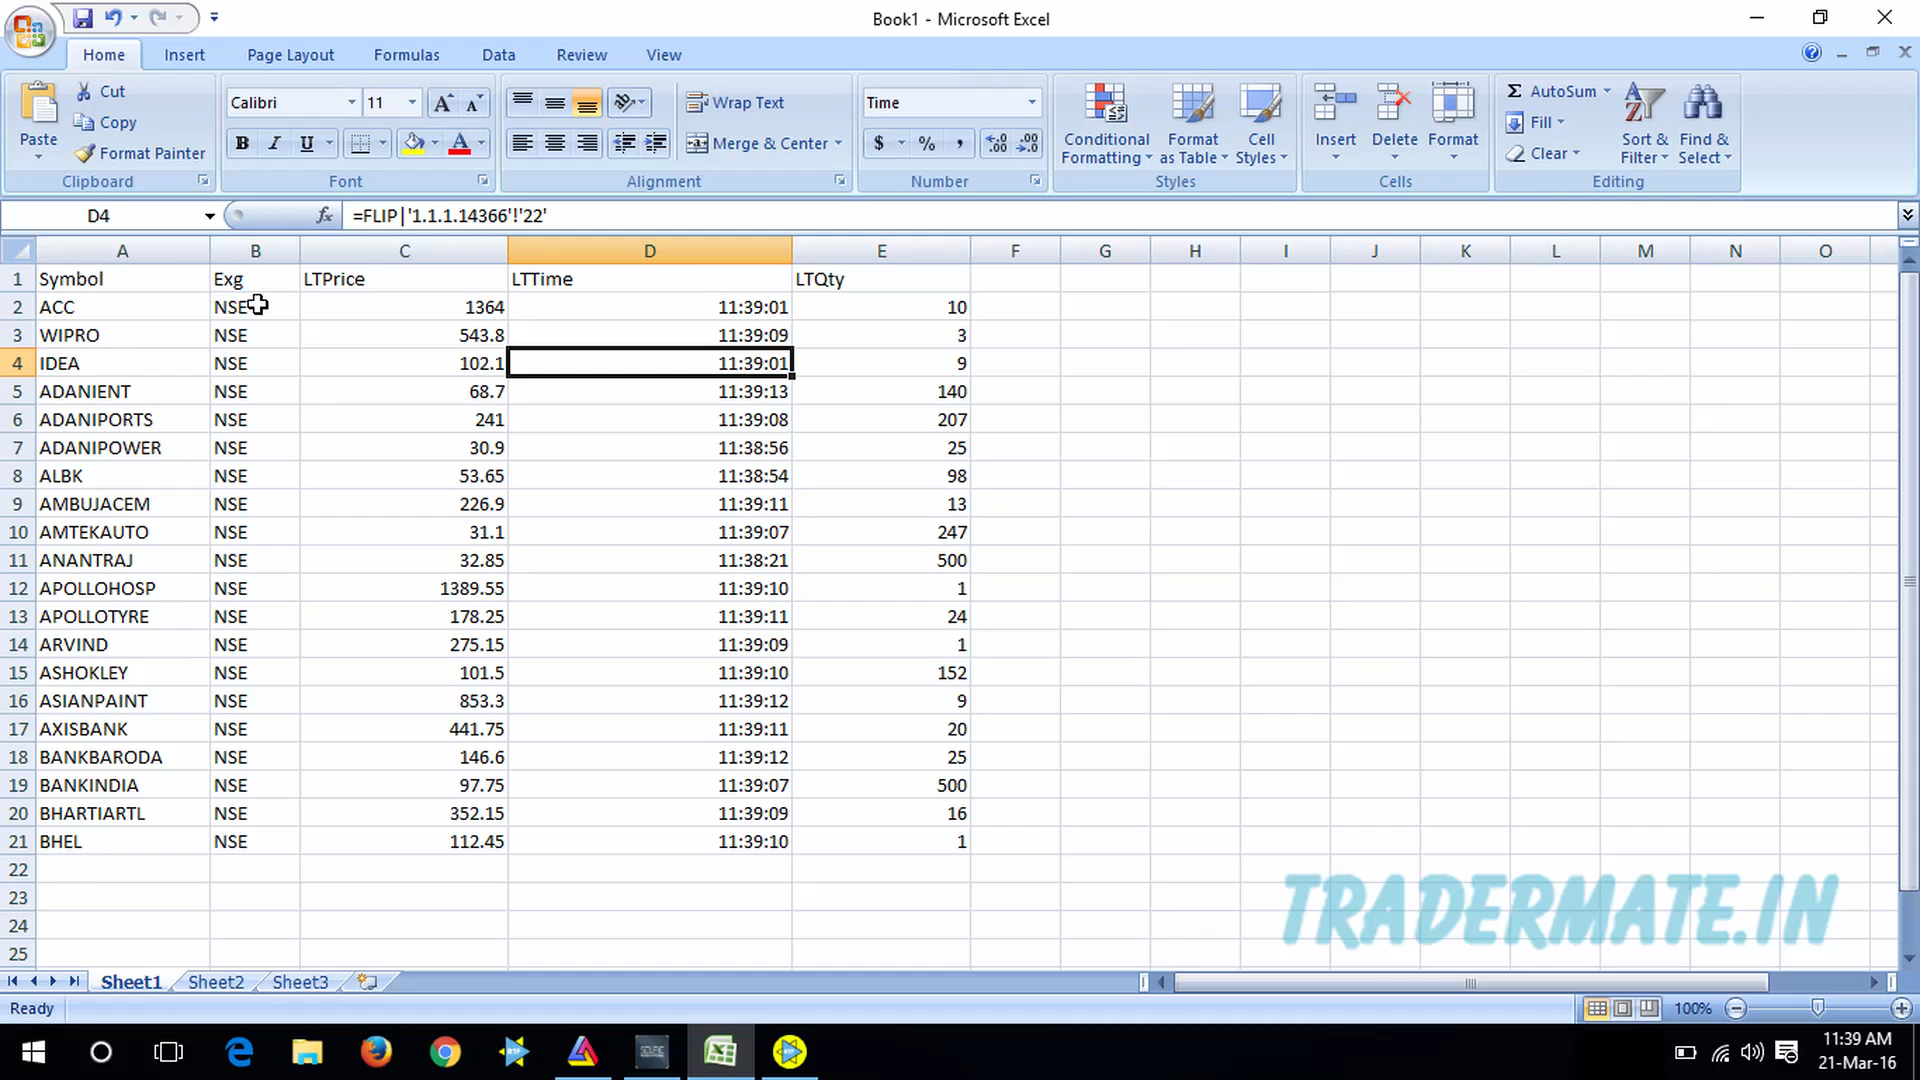 Book1 - Microsoft Excel
Home Insert Page Layout Formulas Data Review View
Paste Cut Copy Format Painter
Calibri 11
B I U
Wrap Text
Merge & Center
Time
$ % ,
Conditional Formatting Format as Table Cell Styles
Insert Delete Format
Σ AutoSum Fill Clear
Sort & Filter Find & Select
Clipboard Font Alignment Number Styles Cells Editing
D4 fx =FLIP|'1.1.1.14366'!'22'
A B C D E F G H I J K L M N O
1 Symbol Exg LTPrice LTTime LTQty
2 ACC NSE 1364 11:39:01 10
3 WIPRO NSE 543.8 11:39:09 3
4 IDEA NSE 102.1 11:39:01 9
5 ADANIENT NSE 68.7 11:39:13 140
6 ADANIPORTS NSE 241 11:39:08 207
7 ADANIPOWER NSE 30.9 11:38:56 25
8 ALBK NSE 53.65 11:38:54 98
9 AMBUJACEM NSE 226.9 11:39:11 13
10 AMTEKAUTO NSE 31.1 11:39:07 247
11 ANANTRAJ NSE 32.85 11:38:21 500
12 APOLLOHOSP NSE 1389.55 11:39:10 1
13 APOLLOTYRE NSE 178.25 11:39:11 24
14 ARVIND NSE 275.15 11:39:09 1
15 ASHOKLEY NSE 101.5 11:39:10 152
16 ASIANPAINT NSE 853.3 11:39:12 9
17 AXISBANK NSE 441.75 11:39:11 20
18 BANKBARODA NSE 146.6 11:39:12 25
19 BANKINDIA NSE 97.75 11:39:07 500
20 BHARTIARTL NSE 352.15 11:39:09 16
21 BHEL NSE 112.45 11:39:10 1
22
23
24
25
TRADERMATE.IN
Sheet1 Sheet2 Sheet3
Ready 100%
11:39 AM
21-Mar-16